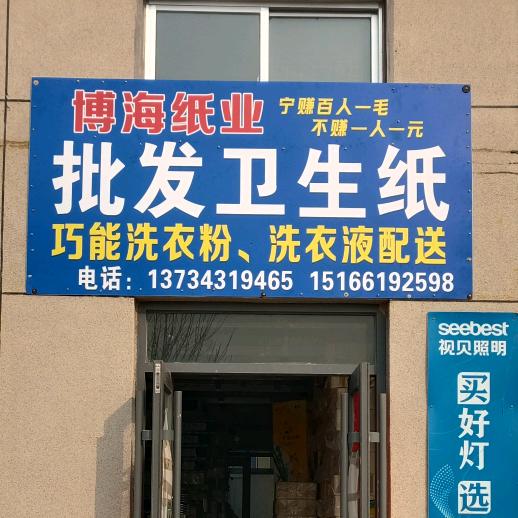 博海纸业
宁赚百人一毛
不赚一人一元
批发卫生纸
巧能洗衣粉、洗衣液配送
电话：13734319465 15166192598
seebest
视贝照明
买好灯 选